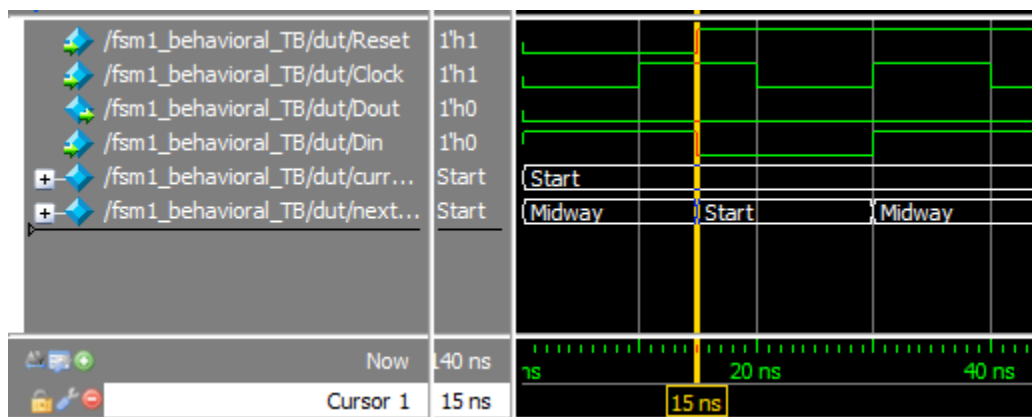 /fsm1_behavioral_TB/dut/Reset 1'h1
/fsm1_behavioral_TB/dut/Clock 1'h1
/fsm1_behavioral_TB/dut/Dout 1'h0
/fsm1_behavioral_TB/dut/Din 1'h0
/fsm1_behavioral_TB/dut/curr... Start Start
/fsm1_behavioral_TB/dut/next... Start Midway Start Midway
Now 140 ns ns 20 ns 40 ns
Cursor 1 15 ns 15 ns